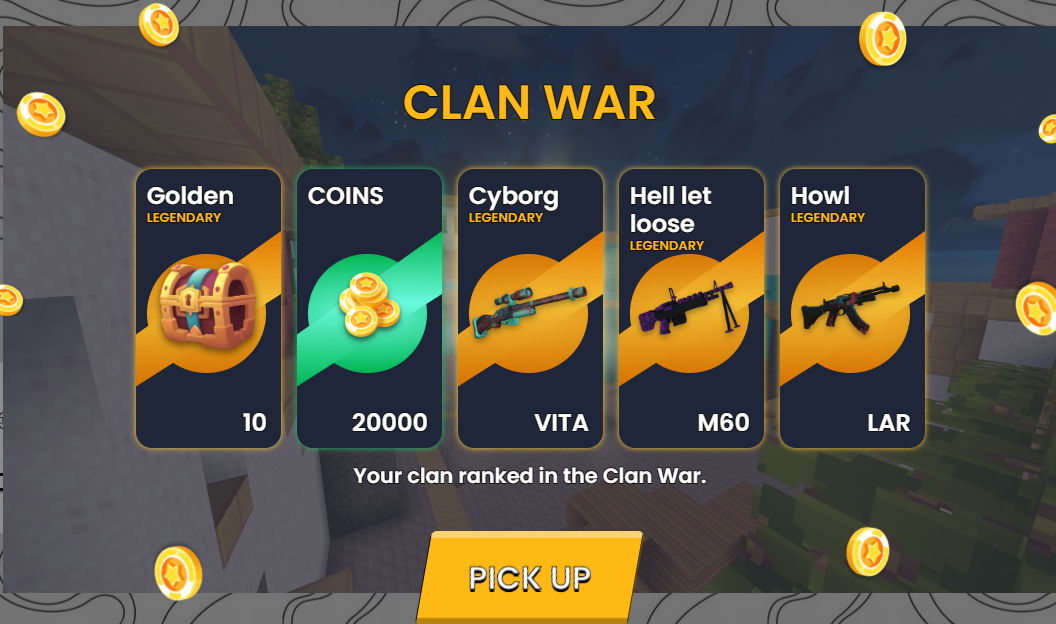 CLAN WAR
Golden
LEGENDARY
10
COINS
20000
Cyborg
LEGENDARY
VITA
Hell let
loose
LEGENDARY
M60
Howl
LEGENDARY
LAR
Your clan ranked in the Clan War.
PICK UP